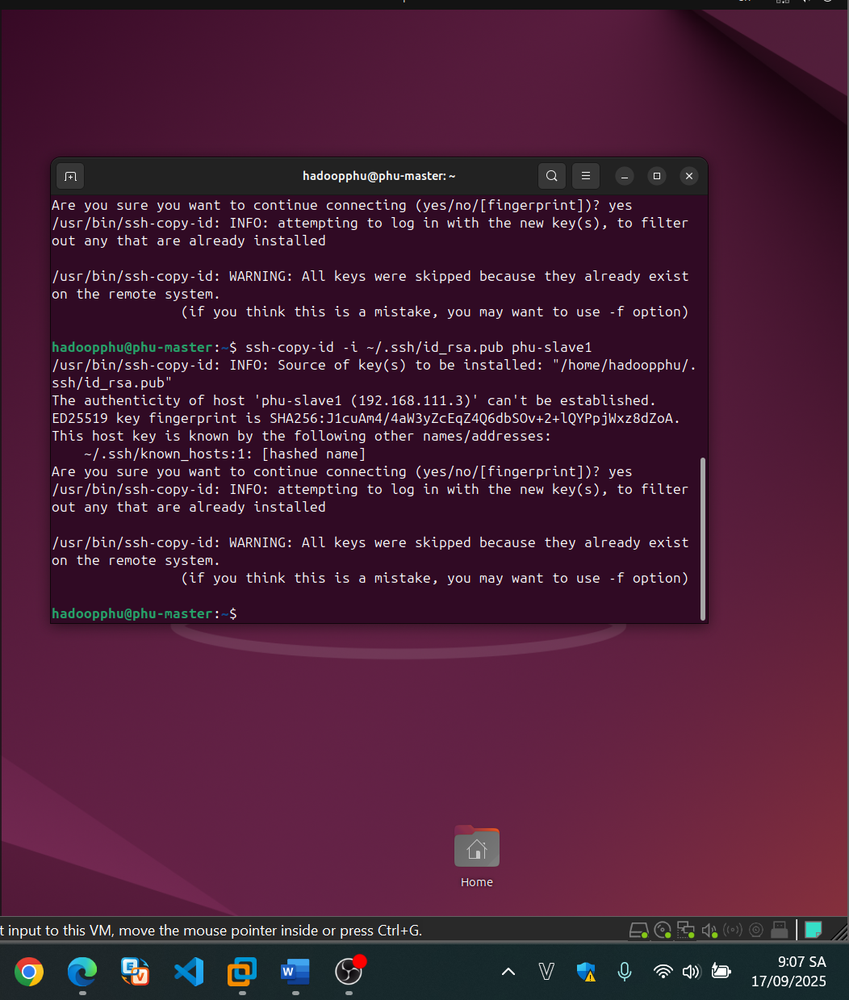 hadoopphu@phu-master: ~
Are you sure you want to continue connecting (yes/no/[fingerprint])? yes
/usr/bin/ssh-copy-id: INFO: attempting to log in with the new key(s), to filter
out any that are already installed
/usr/bin/ssh-copy-id: WARNING: All keys were skipped because they already exist
on the remote system.
(if you think this is a mistake, you may want to use -f option)
hadoopphu@phu-master:~$ ssh-copy-id -i ~/.ssh/id_rsa.pub phu-slave1
/usr/bin/ssh-copy-id: INFO: Source of key(s) to be installed: "/home/hadoopphu/.
ssh/id_rsa.pub"
The authenticity of host 'phu-slave1 (192.168.111.3)' can't be established.
ED25519 key fingerprint is SHA256:J1cuAm4/4aW3yZcEqZ4Q6dbSOv+2+lQYPpjWxz8dZoA.
This host key is known by the following other names/addresses:
~/.ssh/known_hosts:1: [hashed name]
Are you sure you want to continue connecting (yes/no/[fingerprint])? yes
/usr/bin/ssh-copy-id: INFO: attempting to log in with the new key(s), to filter
out any that are already installed
/usr/bin/ssh-copy-id: WARNING: All keys were skipped because they already exist
on the remote system.
(if you think this is a mistake, you may want to use -f option)
hadoopphu@phu-master:~$
Home
t input to this VM, move the mouse pointer inside or press Ctrl+G.
9:07 SA
17/09/2025